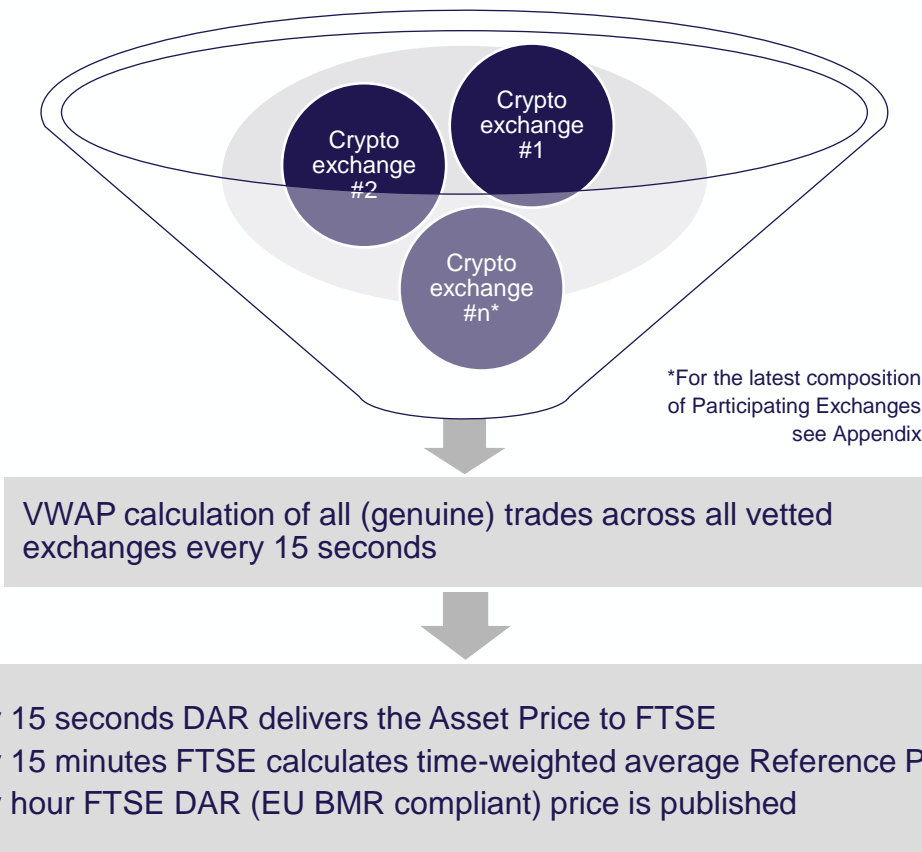 Crypto
exchange
#1
Crypto
exchange
#2
Crypto
exchange
#n*
*For the latest composition
of Participating Exchanges
see Appendix
VWAP calculation of all (genuine) trades across all vetted
exchanges every 15 seconds
15 seconds DAR delivers the Asset Price to FTSE
15 minutes FTSE calculates time-weighted average Reference
hour FTSE DAR (EU BMR compliant) price is published